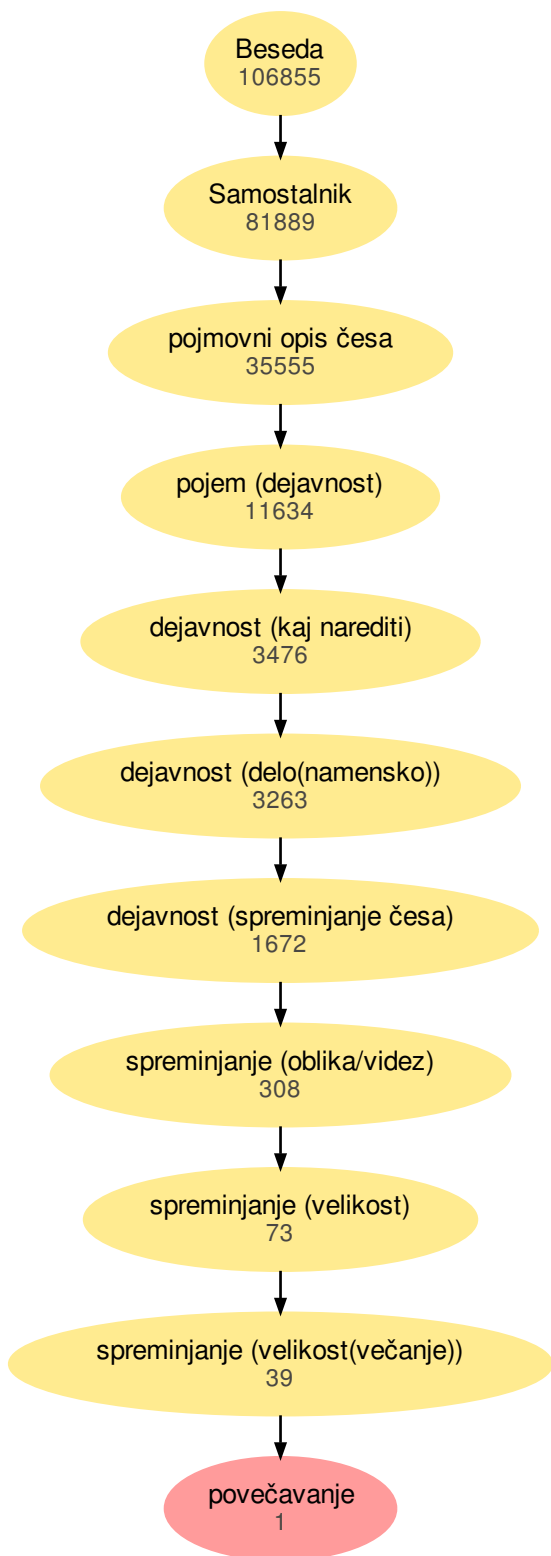 Beseda
106855
Samostalnik
81889
pojmovni opis česa
35555
pojem (dejavnost)
11634
dejavnost (kaj narediti)
3476
dejavnost (delo(namensko))
3263
dejavnost (spreminjanje česa)
1672
spreminjanje (oblika/videz)
308
spreminjanje (velikost)
73
spreminjanje (velikost(večanje))
39
povečavanje
1